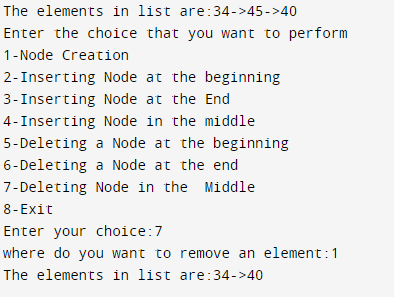 The elements in list are:34->45->40
Enter the choice that you want to perform
1-Node Creation
2-Inserting Node at the beginning
3-Inserting Node at the End
4-Inserting Node in the middle
5-Deleting a Node at the beginning
6-Deleting a Node at the end
7-Deleting Node in the  Middle
8-Exit
Enter your choice:7
where do you want to remove an element:1
The elements in list are:34->40